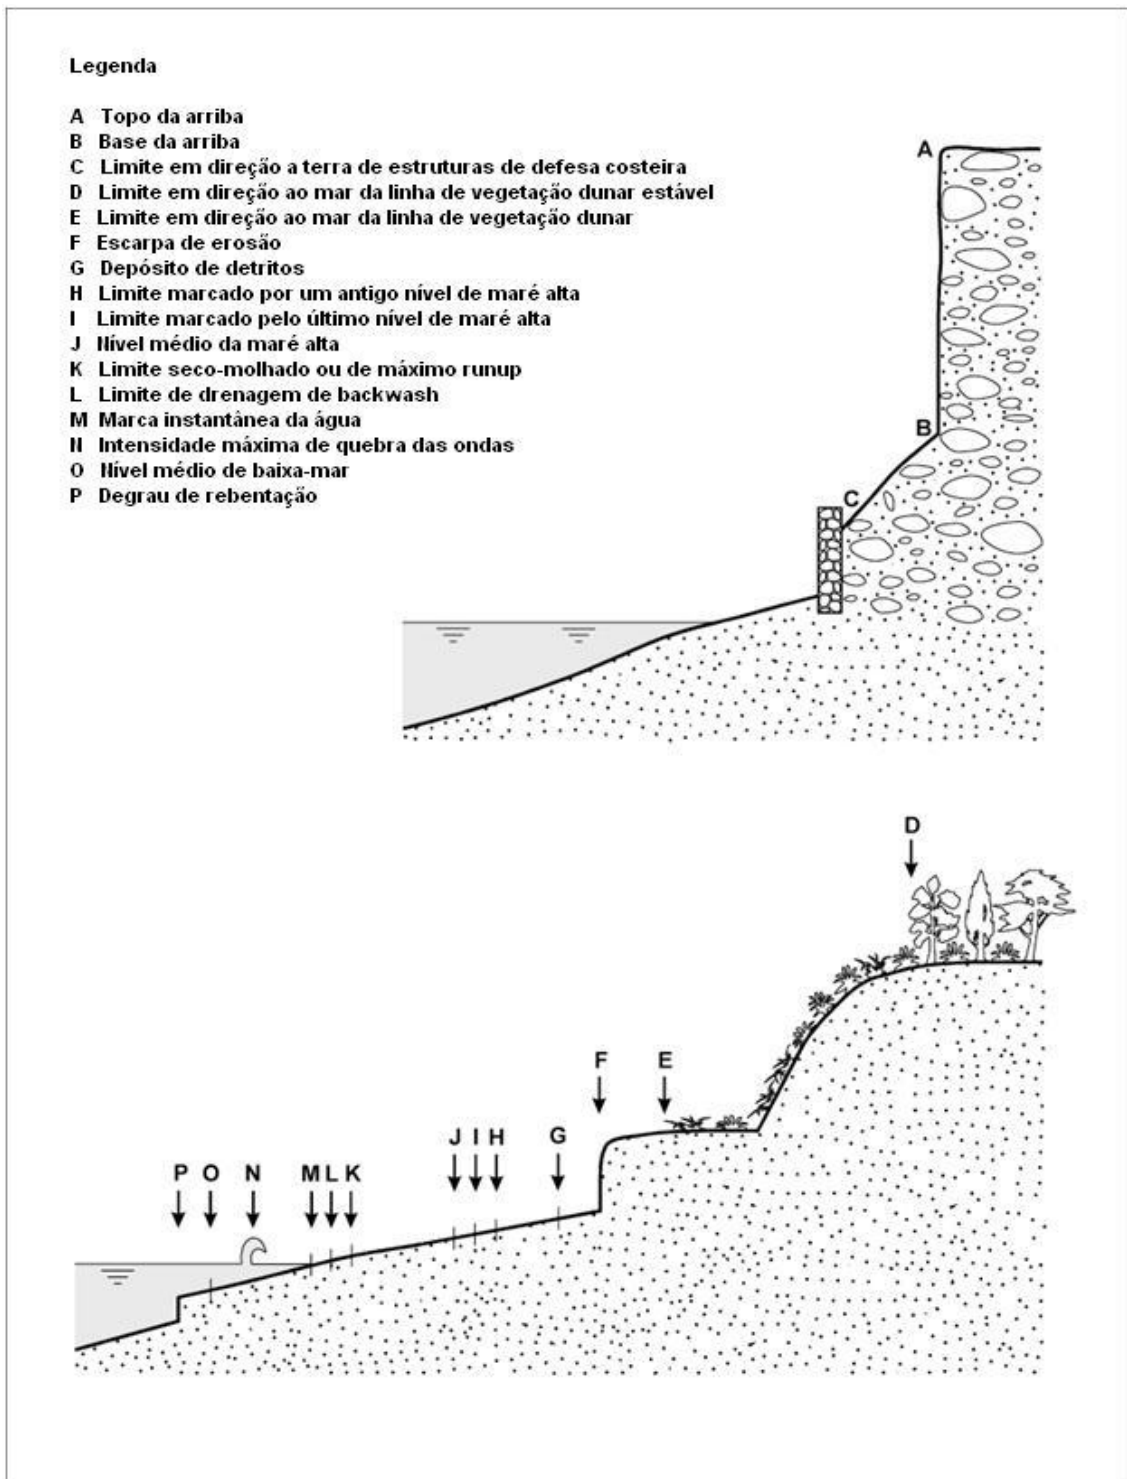 Legenda
A Topo da arriba
B Base da arriba
C Limite em direção a terra de estruturas de defesa costeira
D Limite em direção ao mar da linha de vegetação dunar estável
E Limite em direção ao mar da linha de vegetação dunar
F Escarpa de erosão
G Depósito de detritos
H Limite marcado por um antigo nível de maré alta
I Limite marcado pelo último nível de maré alta
J Nível médio da maré alta
K Limite seco-molhado ou de máximo runup
L Limite de drenagem de backwash
M Marca instantânea da água
N Intensidade máxima de quebra das ondas
O Nível médio de baixa-mar
P Degrau de rebentação
A
B
C
D
F E
J I H G
P O N M L K